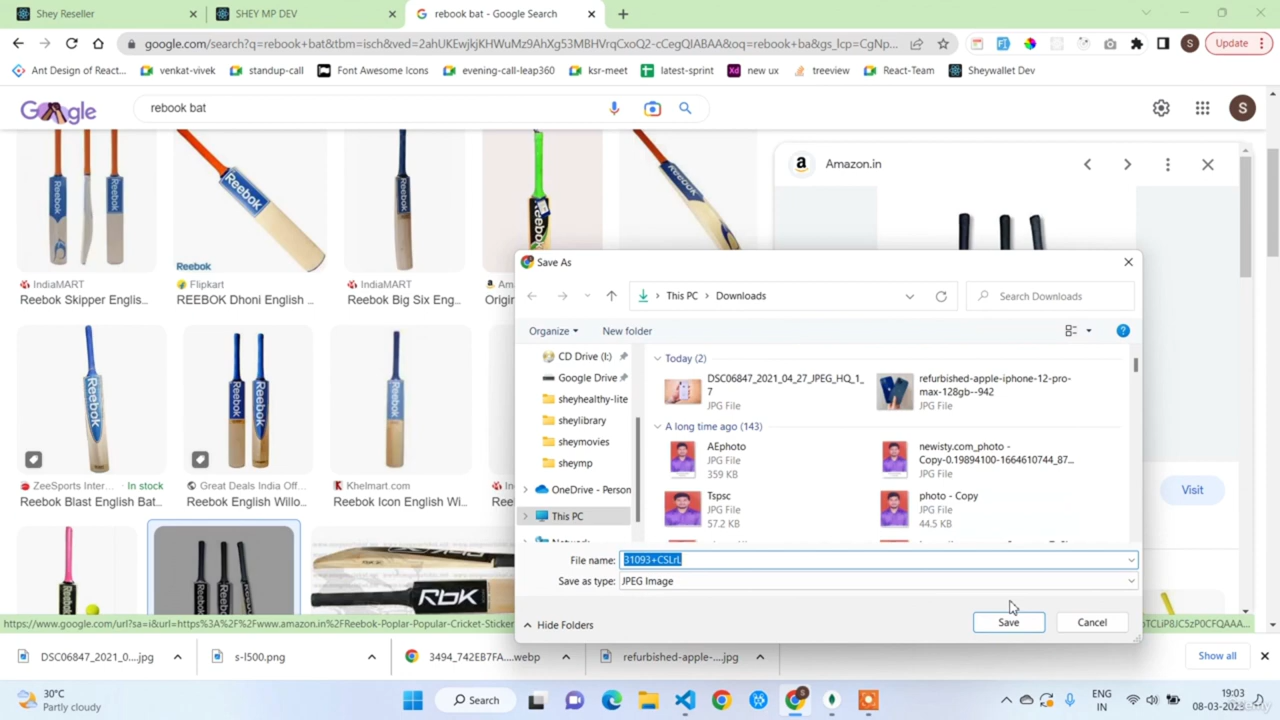 Shey Reseller
SHEY MP DEV
rebook bat - Google Search
google.com/search?q=rebook+bat&tbm=isch&ved=2ahUKEwjkjKHWuMz9AhXg53MBHVrqCxoQ2-cCegQIABAA&oq=rebook+ba&gs_lcp=CgNp...
S
Update
Ant Design of React...
venkat-vivek
standup-call
Font Awesome Icons
evening-call-leap360
ksr-meet
latest-sprint
Xd
new ux
treeview
React-Team
Sheywallet Dev
rebook bat
S
a
Amazon.in
Reebok
Reebok
IndiaMART
Reebok Skipper Englis...
Flipkart
REEBOK Dhoni English ...
IndiaMART
Reebok Big Six Eng...
Save As
This PC
Downloads
Search Downloads
Organize
New folder
CD Drive (I:)
Google Drive
sheyhealthy-lite
sheylibrary
sheymovies
sheymp
OneDrive - Person
This PC
Today (2)
DSC06847_2021_04_27_JPEG_HQ_1_
7
JPG File
refurbished-apple-iphone-12-pro-
max-128gb--942
JPG File
A long time ago (143)
AEphoto
JPG File
359 KB
newisty.com_photo -
Copy-0.19894100-1664610744_87...
JPG File
Tspsc
JPG File
57.2 KB
photo - Copy
JPG File
44.5 KB
File name:
31093+CSLrL
Save as type:
JPEG Image
Hide Folders
Save
Cancel
Visit
ZeeSports Inter...
In stock
Reebok Blast English Bat...
Great Deals India Off...
Reebok English Willo...
Khelmart.com
Reebok Icon English Wi...
RBK
https://www.google.com/url?sa=i&url=https%3A%2F%2Fwww.amazon.in%2FReebok-Poplar-Popular-Cricket-Sticker
TCLiP8JC5zP0CFQAAA...
DSC06847_2021_0....jpg
s-l500.png
3494_742EB7FA....webp
refurbished-apple-....jpg
Show all
30°C
Partly cloudy
Search
ENG
IN
19:03